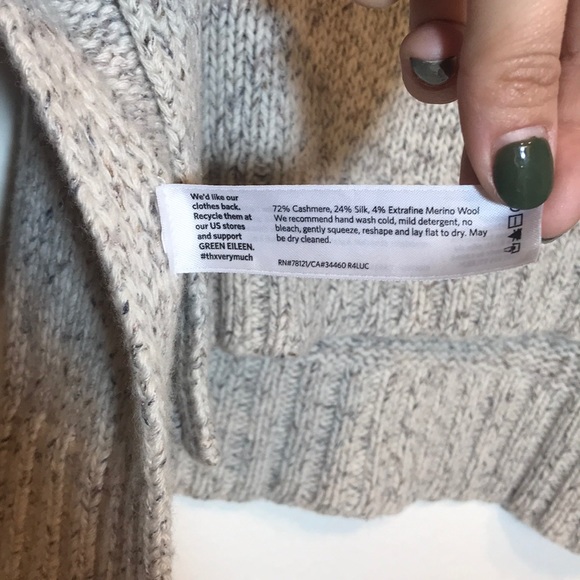 We'd like our
clothes back.
Recycle them at
our US stores
and support
GREEN EILEEN.
#thxverymuch
72% Cashmere, 24% Silk, 4% Extrafine Merino Wool
We recommend hand wash cold, mild detergent, no
bleach, gently squeeze, reshape and lay flat to dry. May
be dry cleaned.
RN#78121/CA#34460 R4LUC